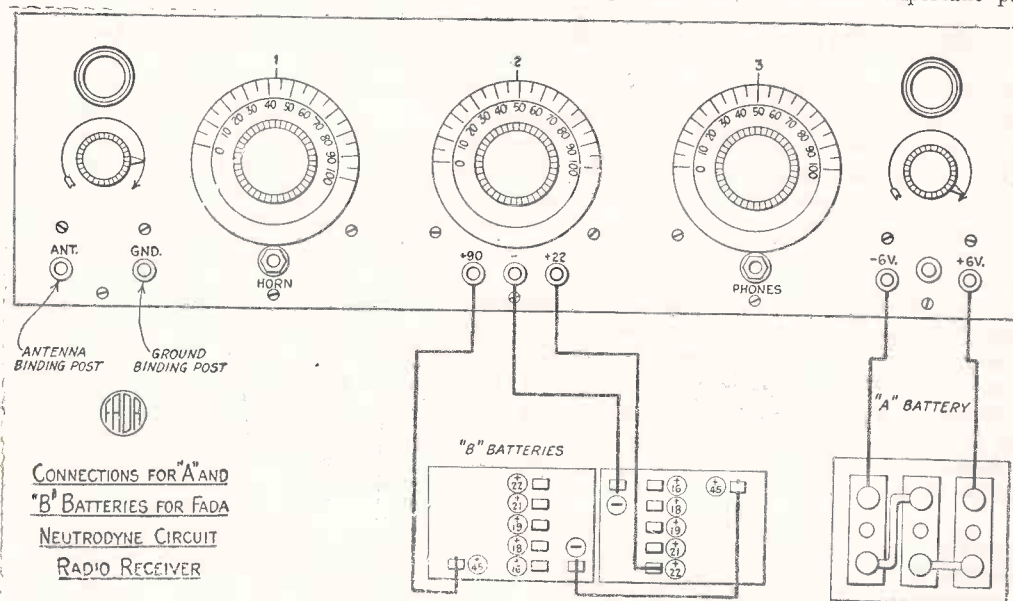 1
2
3
0 10 20 30 40 50 60 70 80 90 100
0 10 20 30 40 50 60 70 80 90 100
0 10 20 30 40 50 60 70 80 90 100
ANT.
GND.
HORN
+90
-
+22
PHONES
-6V.
+6V.
ANTENNA
BINDING POST
GROUND
BINDING POST
FADA
CONNECTIONS FOR "A" AND
"B" BATTERIES FOR FADA
NEUTRODYNE CIRCUIT
RADIO RECEIVER
"B" BATTERIES
+22
+21
+19
+18
+16
+45
-
-
+16
+18
+19
+21
+22
+45
"A" BATTERY